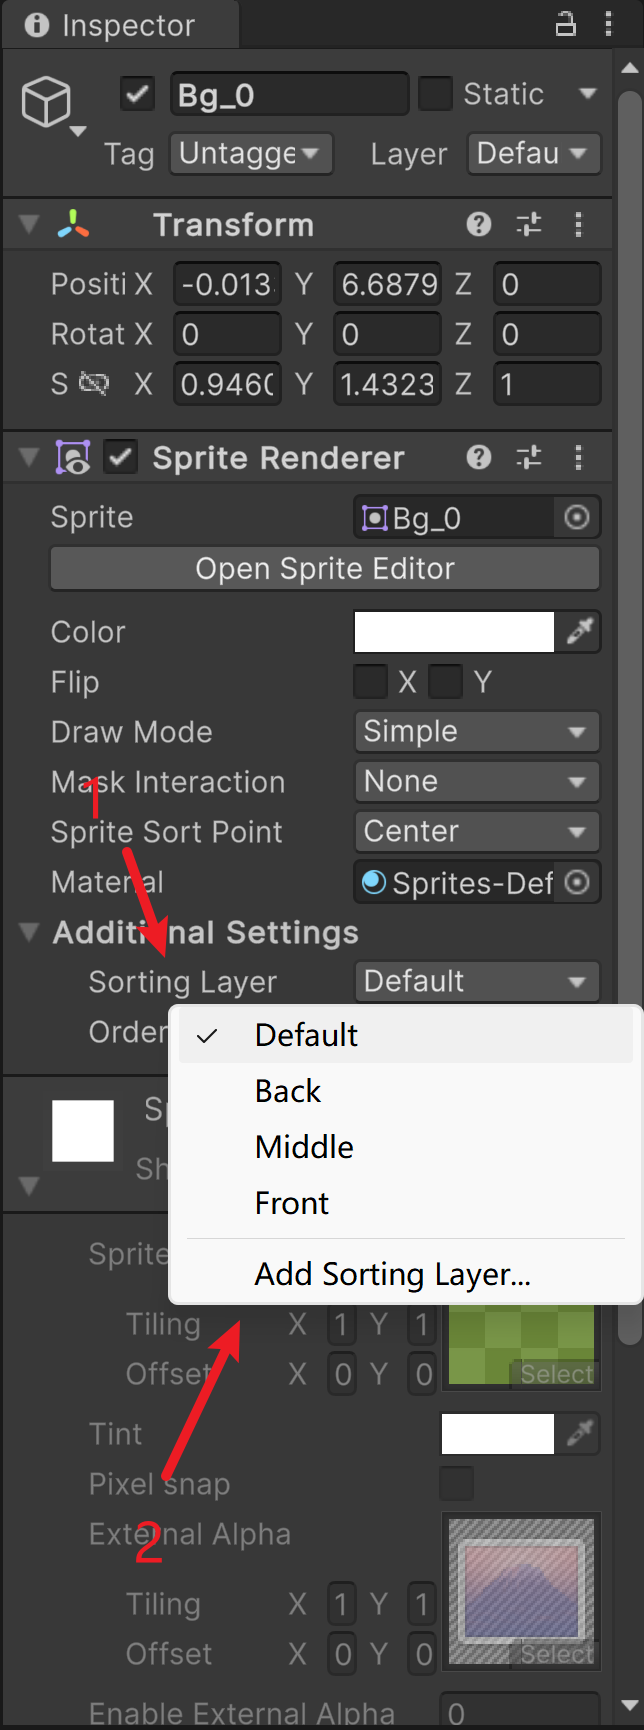 Inspector
Bg_0 Static
Tag Untagge Layer Defau
Transform
Positi X -0.013 Y 6.6879 Z 0
Rotat X 0 Y 0 Z 0
S X 0.946 Y 1.4323 Z 1
Sprite Renderer
Sprite Bg_0
Open Sprite Editor
Color
Flip X Y
Draw Mode Simple
Mask Interaction None
1
Sprite Sort Point Center
Material Sprites-Def
Additional Settings
Sorting Layer Default
Order
Default
Back
Middle
Front
Add Sorting Layer...
Sp
Sh
Sprite
Tiling X 1 Y 1
Offset X 0 Y 0 Select
Tint
Pixel snap
2
External Alpha
Tiling X 1 Y 1
Offset X 0 Y 0 Select
Enable External Alpha 0